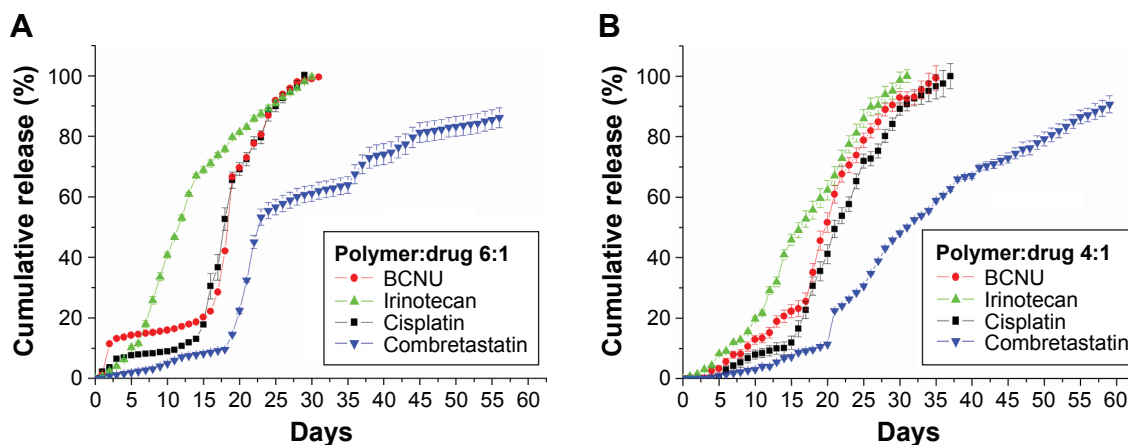 A
Cumulative release (%)
100
80
60
40
20
0
0 5 10 15 20 25 30 35 40 45 50 55 60
Days
Polymer:drug 6:1
BCNU
Irinotecan
Cisplatin
Combretastatin
B
Cumulative release (%)
100
80
60
40
20
0
0 5 10 15 20 25 30 35 40 45 50 55 60
Days
Polymer:drug 4:1
BCNU
Irinotecan
Cisplatin
Combretastatin